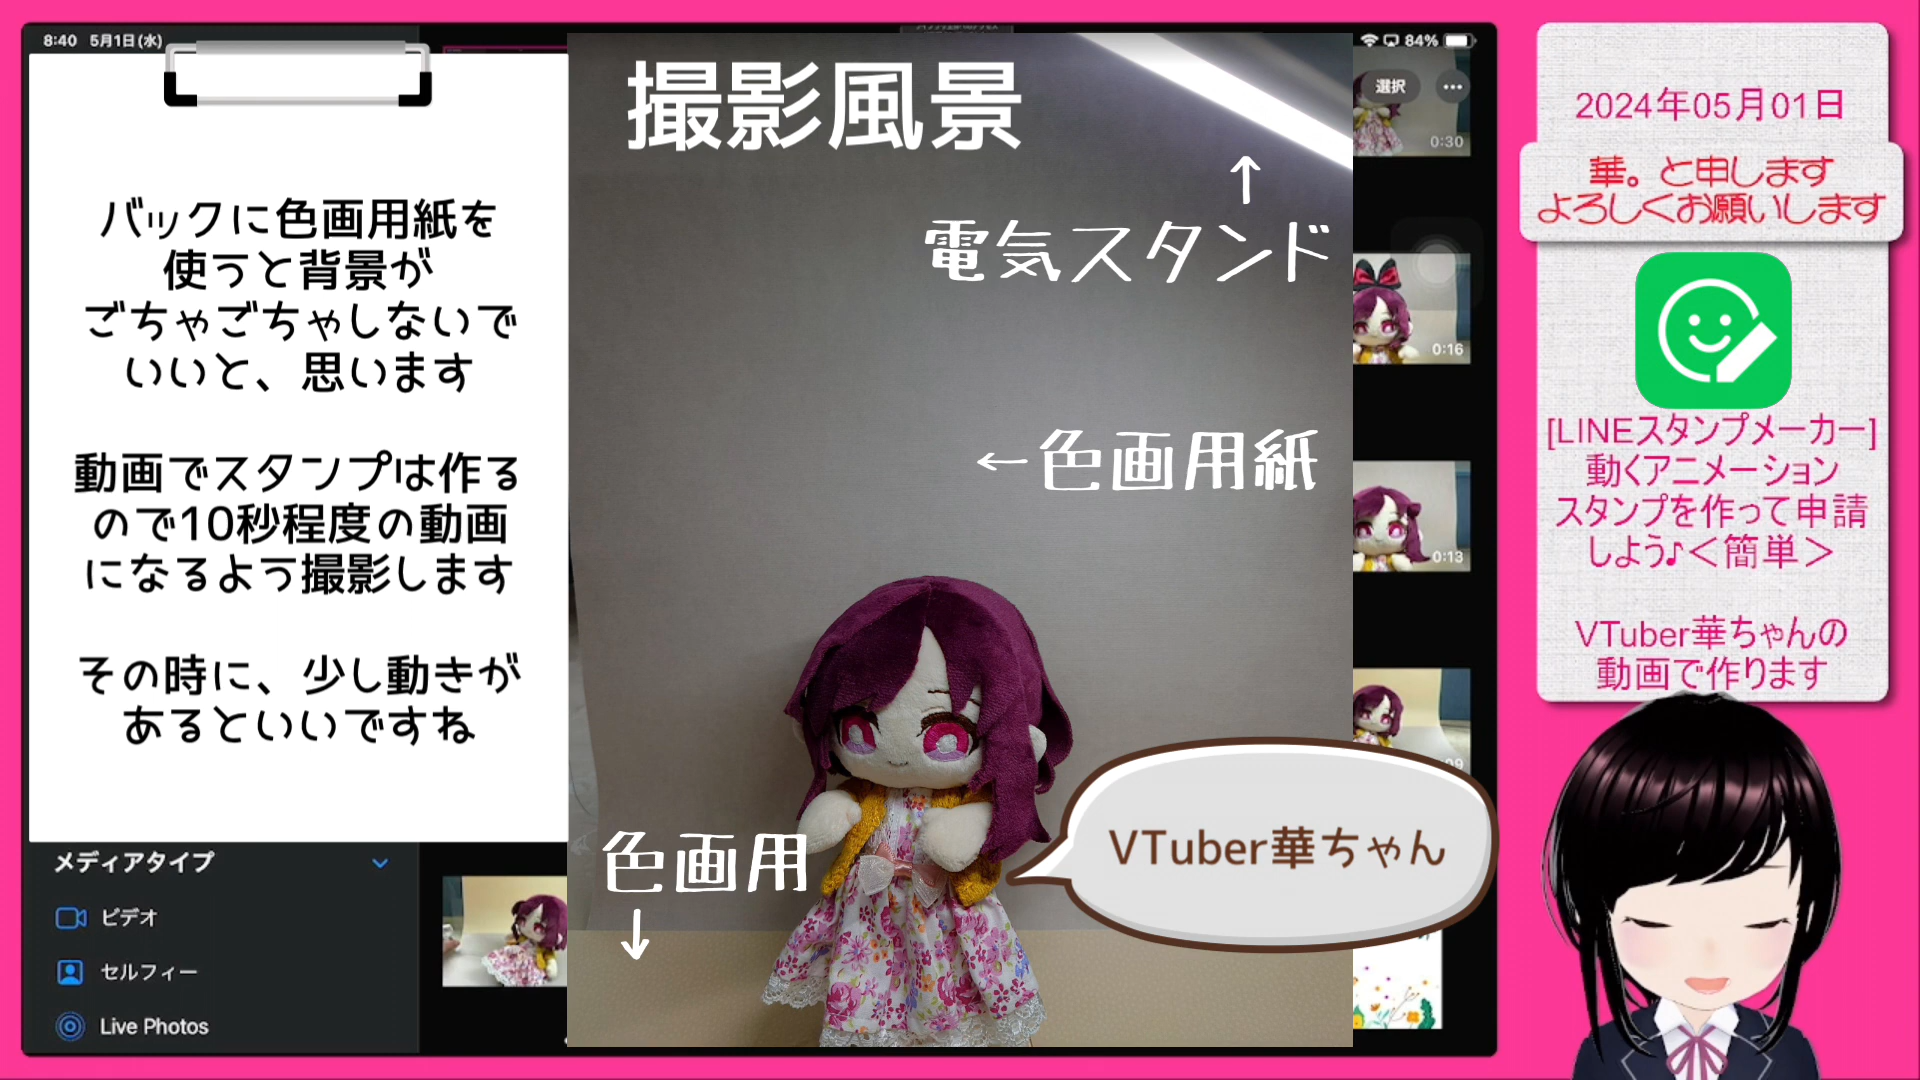 8:40 5月1日(水)
84%
バックに色画用紙を
使うと背景が
ごちゃごちゃしないで
いいと、思います
動画でスタンプは作る
ので10秒程度の動画
になるよう撮影します
その時に、少し動きが
あるといいですね
メディアタイプ
ビデオ
セルフィー
Live Photos
撮影風景
↑
電気スタンド
←色画用紙
色画用
↓
VTuber華ちゃん
選択
0:30
0:16
0:13
2024年05月01日
華。と申します
よろしくお願いします
[LINEスタンプメーカー]
動くアニメーション
スタンプを作って申請
しよう♪＜簡単＞
VTuber華ちゃんの
動画で作ります